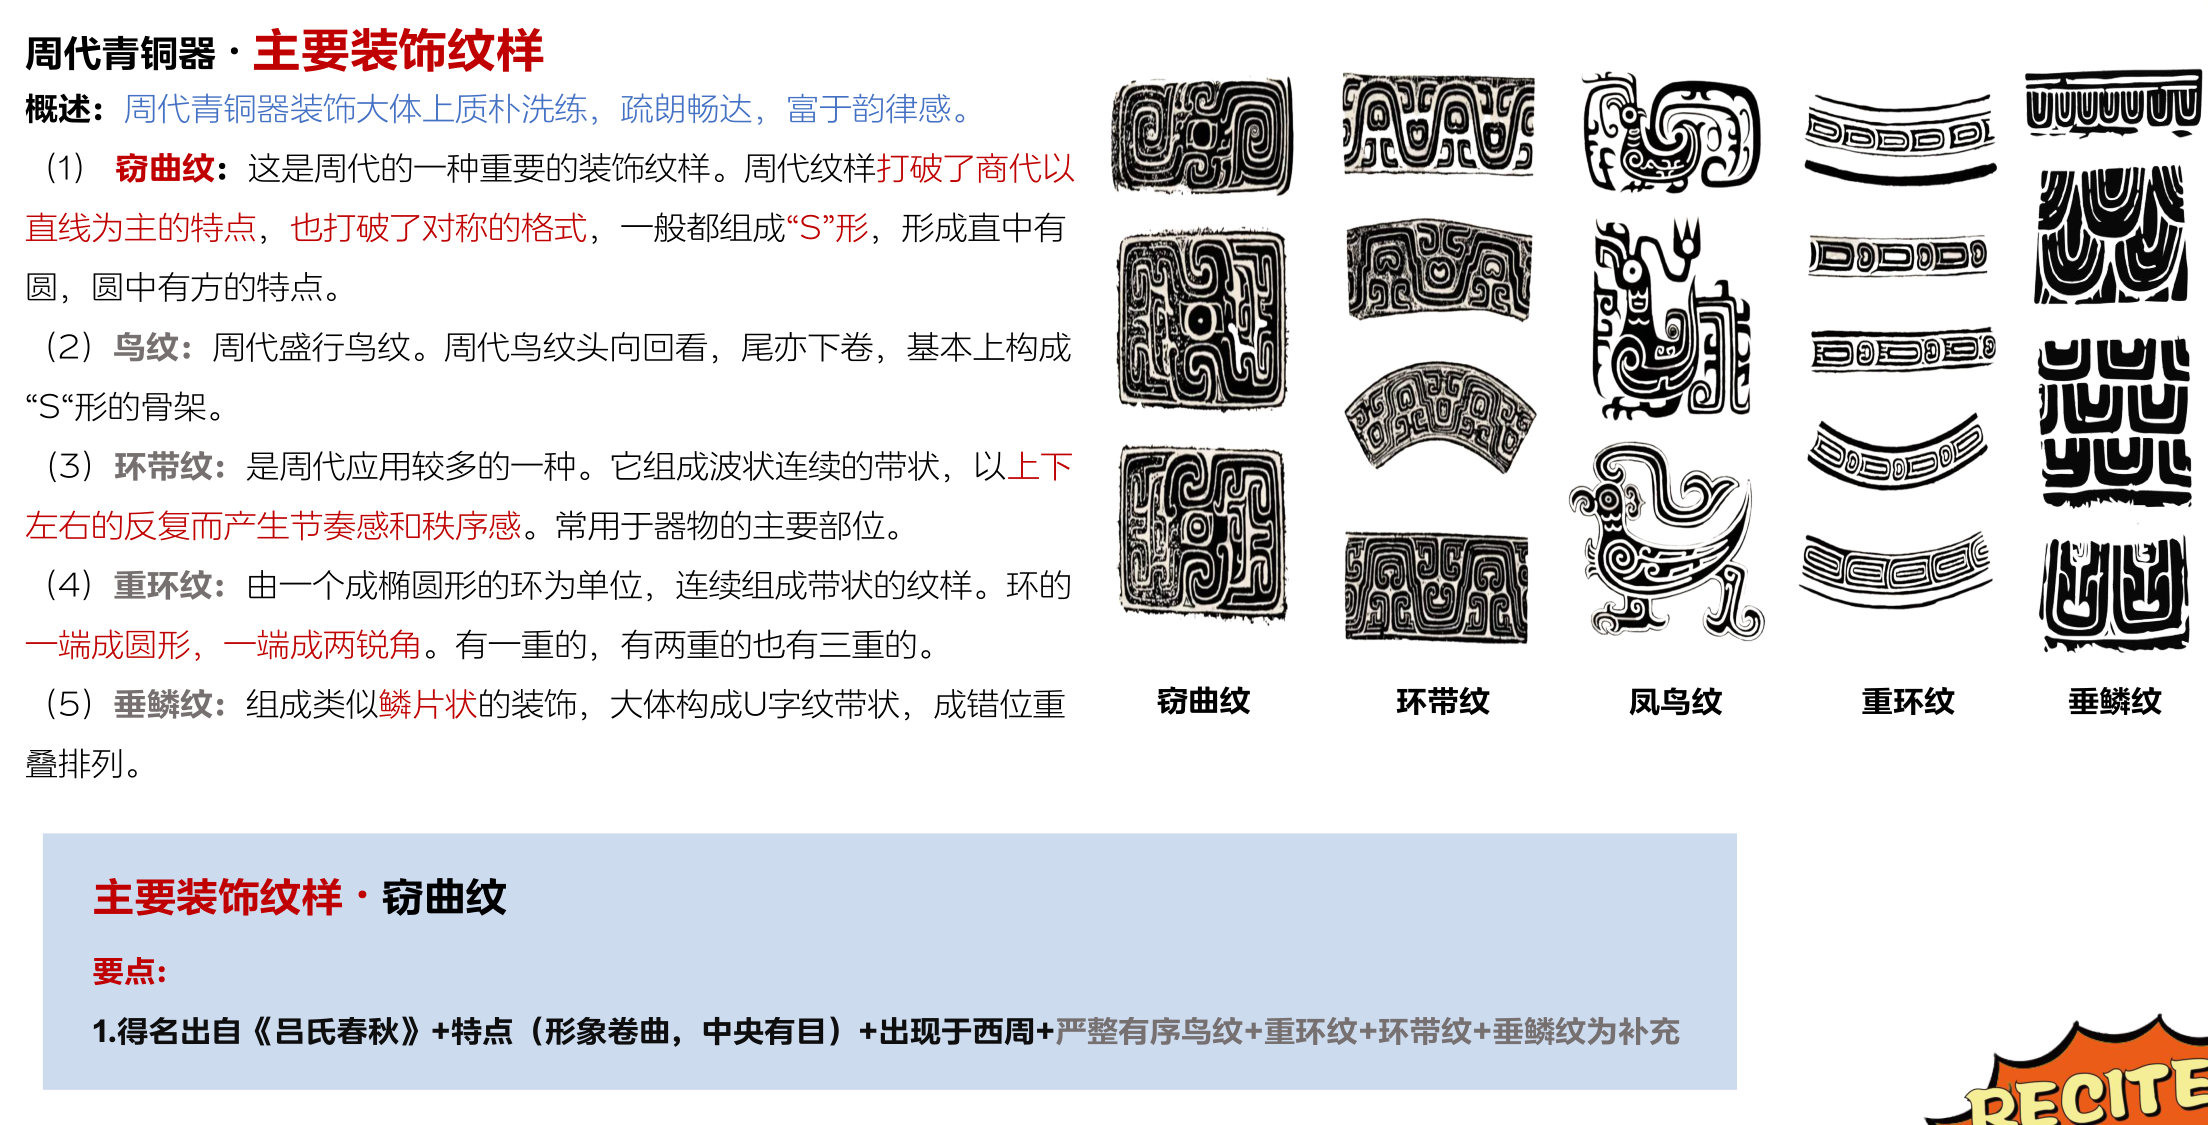 周代青铜器·主要装饰纹样
概述：周代青铜器装饰大体上质朴洗练，疏朗畅达，富于韵律感。
（1） 窃曲纹：这是周代的一种重要的装饰纹样。周代纹样打破了商代以
直线为主的特点，也打破了对称的格式，一般都组成“S”形，形成直中有
圆，圆中有方的特点。
（2）鸟纹：周代盛行鸟纹。周代鸟纹头向回看，尾亦下卷，基本上构成
“S“形的骨架。
（3）环带纹：是周代应用较多的一种。它组成波状连续的带状，以上下
左右的反复而产生节奏感和秩序感。常用于器物的主要部位。
（4）重环纹：由一个成椭圆形的环为单位，连续组成带状的纹样。环的
一端成圆形，一端成两锐角。有一重的，有两重的也有三重的。
（5）垂鳞纹：组成类似鳞片状的装饰，大体构成U字纹带状，成错位重
叠排列。
窃曲纹 环带纹 凤鸟纹 重环纹 垂鳞纹
主要装饰纹样·窃曲纹
要点：
1.得名出自《吕氏春秋》+特点（形象卷曲，中央有目）+出现于西周+严整有序鸟纹+重环纹+环带纹+垂鳞纹为补充
RECITE